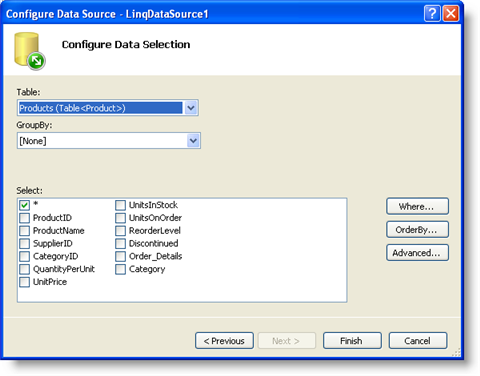 Configure Data Source - LinqDataSource1
Configure Data Selection
Table:
Products (Table<Product>)
GroupBy:
[None]
Select:
*
ProductID
ProductName
SupplierID
CategoryID
QuantityPerUnit
UnitPrice
UnitsInStock
UnitsOnOrder
ReorderLevel
Discontinued
Order_Details
Category
Where...
OrderBy...
Advanced...
< Previous
Next >
Finish
Cancel